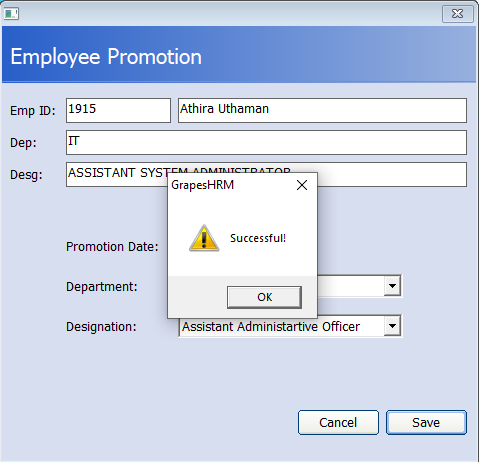 Employee Promotion
Emp ID: 1915 Athira Uthaman
Dep: IT
Desg: ASSISTANT SYSTEM ADMINISTRATOR
GrapesHRM
Successful!
OK
Promotion Date:
Department:
Designation: Assistant Administartive Officer
Cancel Save